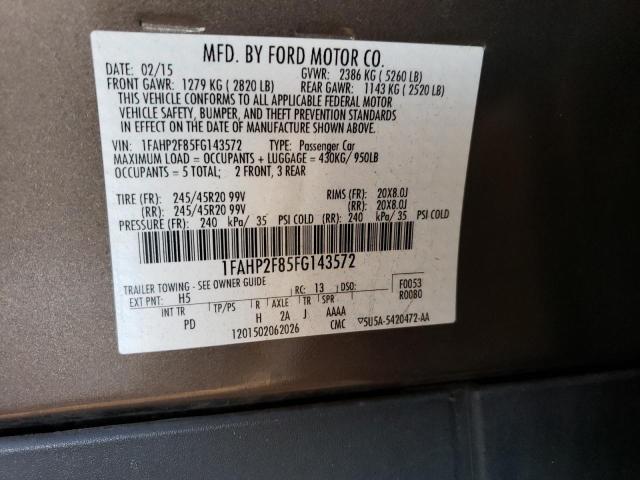 MFD. BY FORD MOTOR CO.
DATE: 02/15 GVWR: 2386 KG ( 5260 LB)
FRONT GAWR: 1279 KG ( 2820 LB) REAR GAWR: 1143 KG ( 2520 LB)
THIS VEHICLE CONFORMS TO ALL APPLICABLE FEDERAL MOTOR
VEHICLE SAFETY, BUMPER, AND THEFT PREVENTION STANDARDS
IN EFFECT ON THE DATE OF MANUFACTURE SHOWN ABOVE.
VIN: 1FAHP2F85FG143572 TYPE: Passenger Car
MAXIMUM LOAD = OCCUPANTS + LUGGAGE = 430KG/ 950LB
OCCUPANTS = 5 TOTAL; 2 FRONT, 3 REAR
TIRE (FR): 245/45R20 99V RIMS (FR): 20X8.0J
(RR): 245/45R20 99V (RR): 20X8.0J
PRESSURE (FR): 240 kPa/ 35 PSI COLD (RR): 240 kPa/ 35 PSI COLD
1FAHP2F85FG143572
TRAILER TOWING - SEE OWNER GUIDE
EXT PNT: H5 RC: 13 DSO: F0053
R0080
INT TR TP/PS R AXLE TR SPR
PD H 2A J AAAA
1201502062026 CMC ▽5U5A-5420472-AA